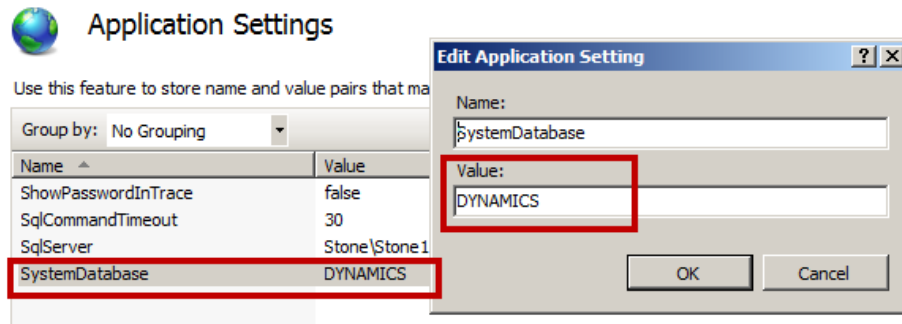 Application Settings
Use this feature to store name and value pairs that ma
Group by: No Grouping
Name Value
ShowPasswordInTrace false
SqlCommandTimeout 30
SqlServer Stone\Stone1
SystemDatabase DYNAMICS
Edit Application Setting
Name:
SystemDatabase
Value:
DYNAMICS
OK Cancel